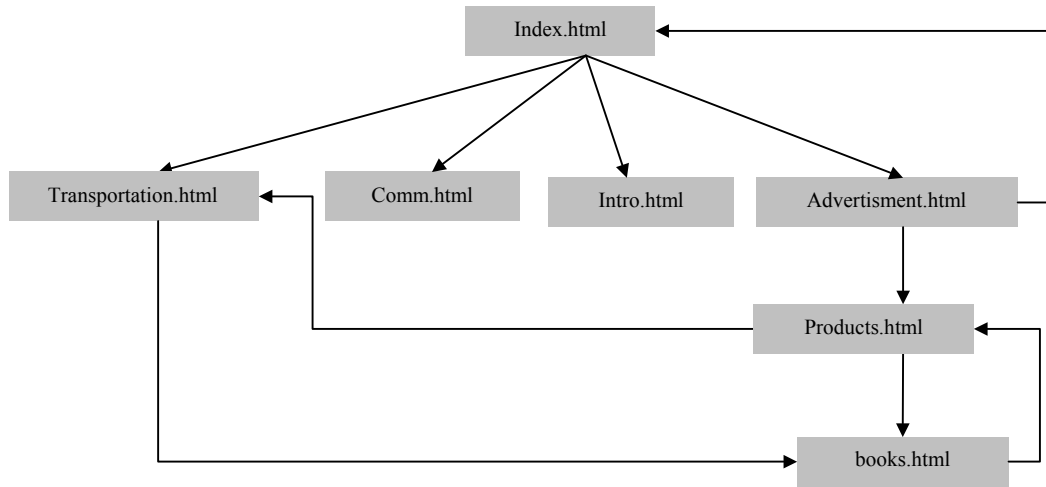 Index.html
Transportation.html
Comm.html
Intro.html
Advertisment.html
Products.html
books.html